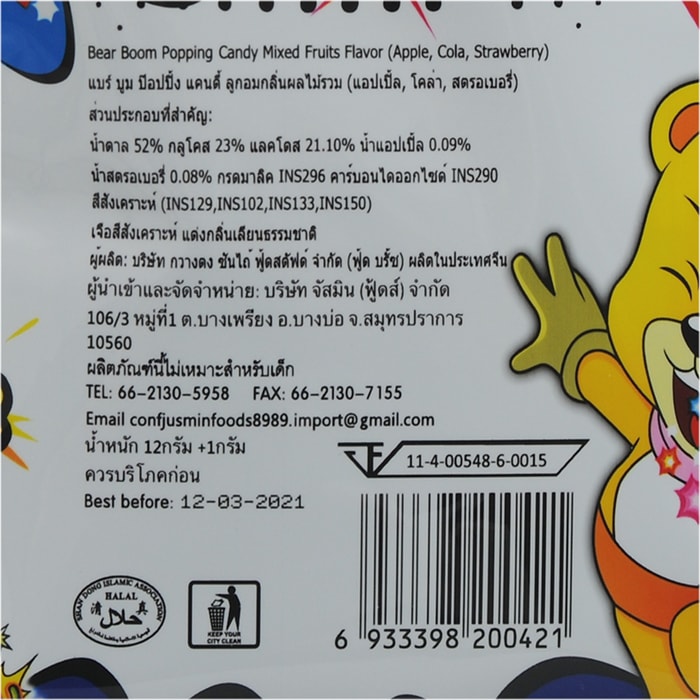 Bear Boom Popping Candy Mixed Fruits Flavor (Apple, Cola, Strawberry)
แบร์ บูม ป๊อปปิ้ง แคนดี้ ลูกอมกลิ่นผลไม้รวม (แอปเปิ้ล, โคล่า, สตรอเบอรี่)
ส่วนประกอบที่สำคัญ:
น้ำตาล 52% กลูโคส 23% แลคโตส 21.10% น้ำแอปเปิ้ล 0.09%
น้ำสตรอเบอรี่ 0.08% กรดมาลิค INS296 คาร์บอนไดออกไซด์ INS290
สีสังเคราะห์ (INS129,INS102,INS133,INS150)
เจือสีสังเคราะห์ แต่งกลิ่นเลียนธรรมชาติ
ผู้ผลิต: บริษัท กวางตง ซันไถ้ ฟู้ดสตัฟส์ จำกัด (ฟู้ด บรั้ช) ผลิตในประเทศจีน
ผู้นำเข้าและจัดจำหน่าย: บริษัท จัสมิน (ฟู้ดส์) จำกัด
106/3 หมู่ที่1 ต.บางเพรียง อ.บางบ่อ จ.สมุทรปราการ
10560
ผลิตภัณฑ์นี้ไม่เหมาะสำหรับเด็ก
TEL: 66-2130-5958 FAX: 66-2130-7155
Email confjusminfoods8989.import@gmail.com
น้ำหนัก 12กรัม +1กรัม
ควรบริโภคก่อน
Best before: 12-03-2021
11-4-00548-6-0015
SHAN DONG ISLAMIC ASSOCIATION
HALAL
清 حلال 真
KEEP YOUR
CITY CLEAN
6 933398 200421